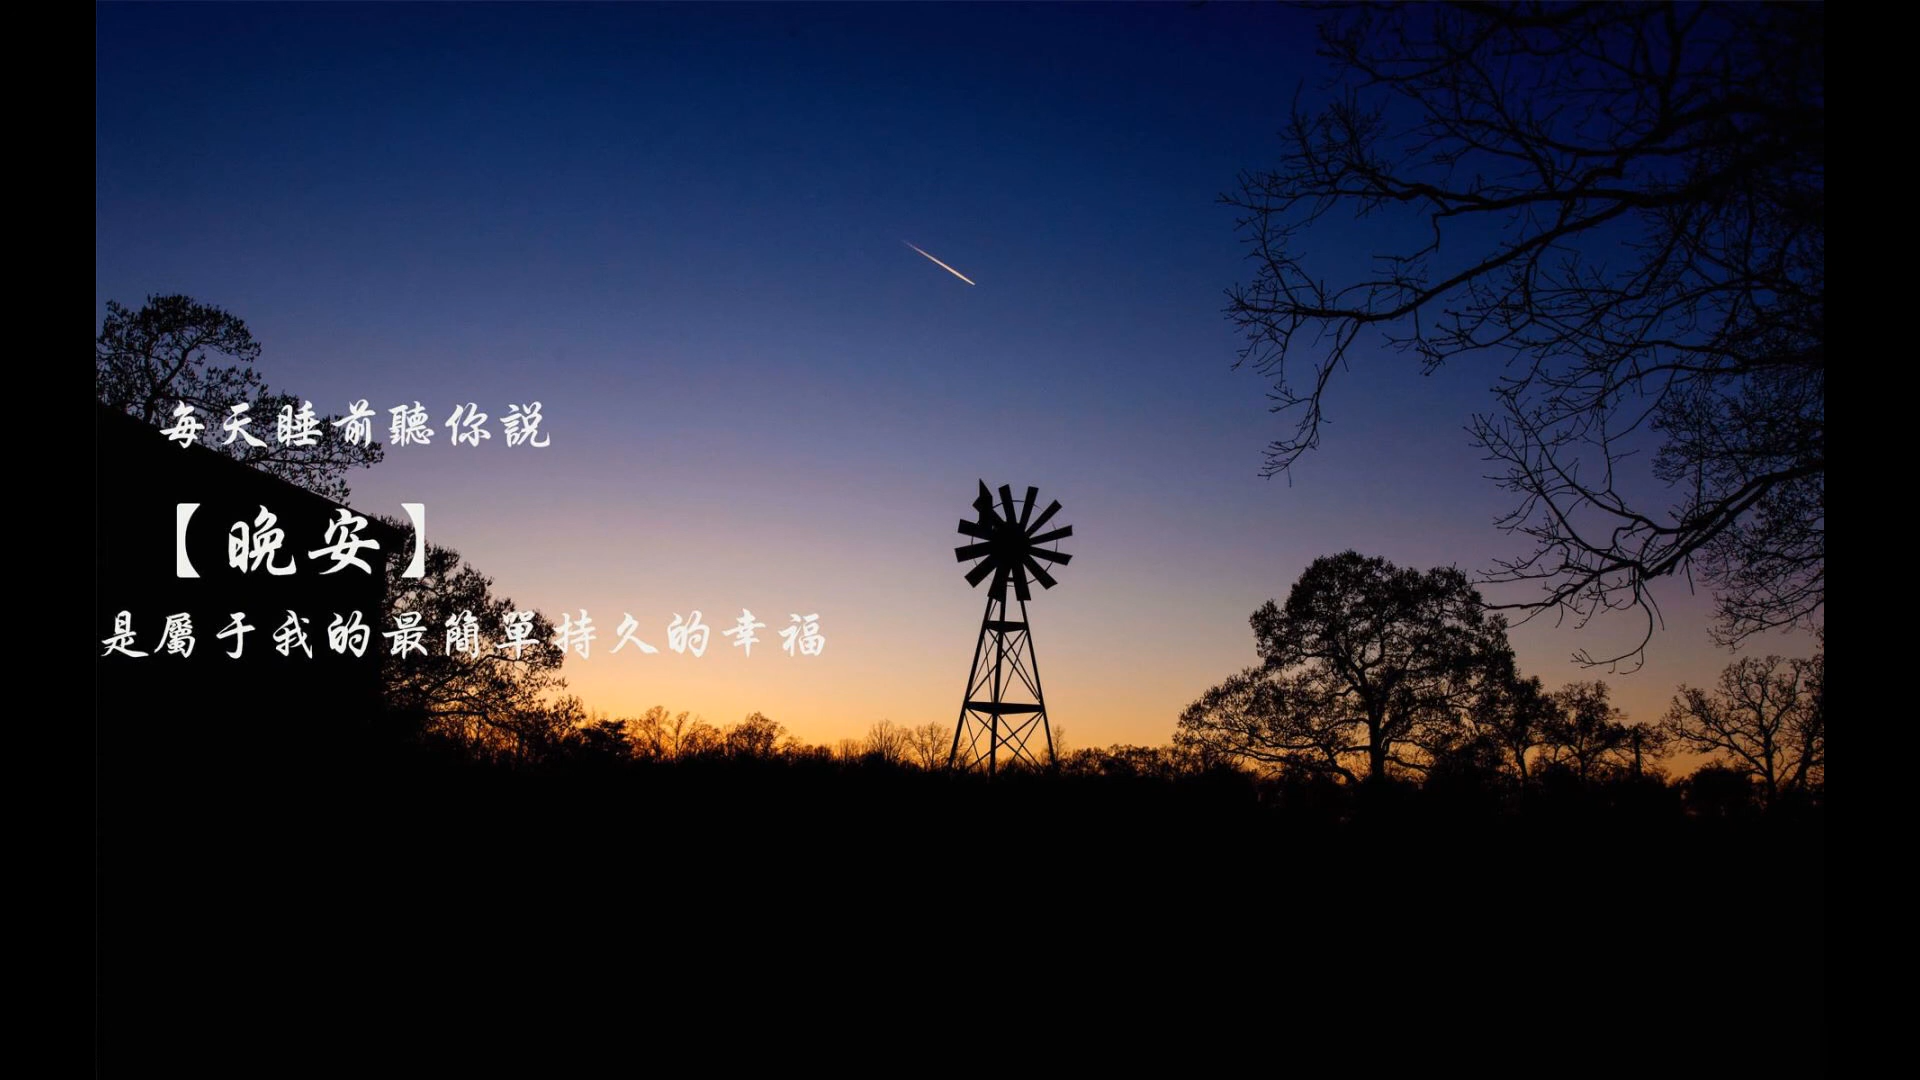 每天睡前聽你説
【晚安】
是屬于我的最簡單持久的幸福